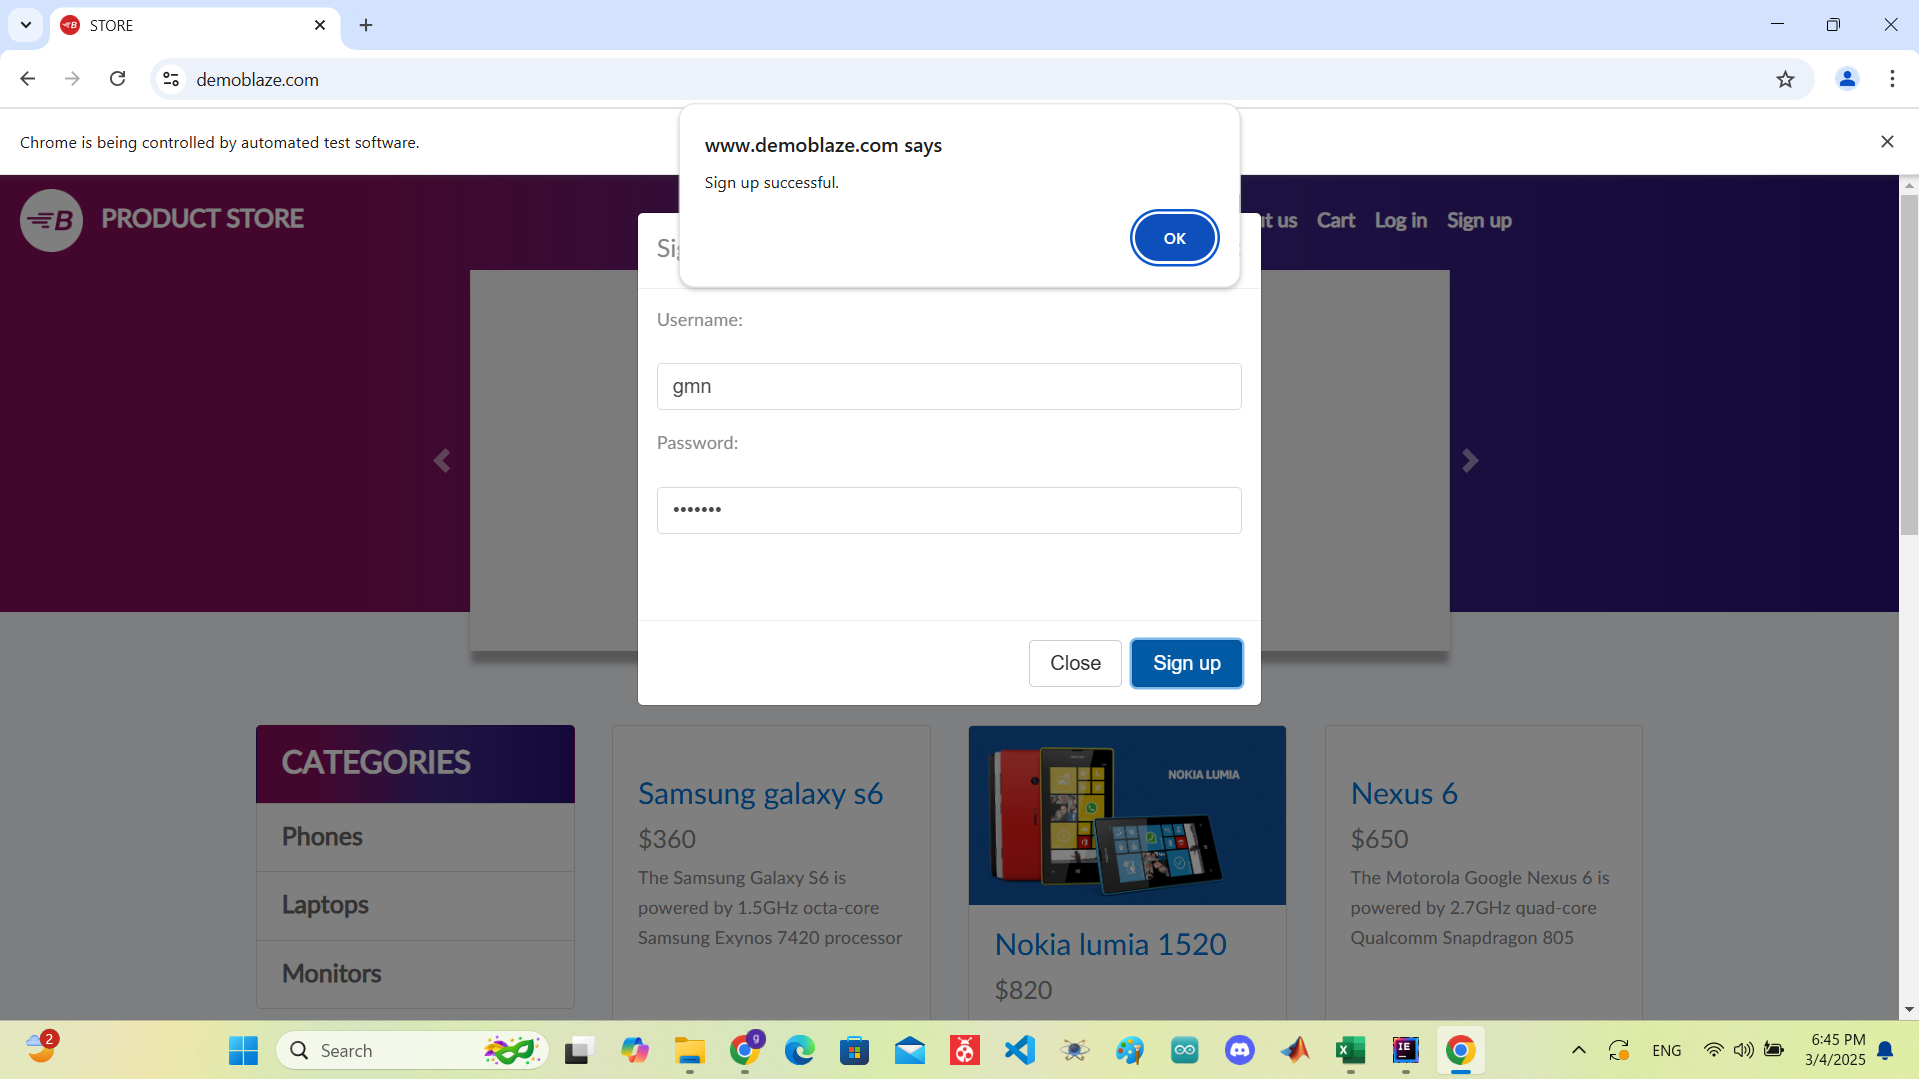 STORE
demoblaze.com
Chrome is being controlled by automated test software.
www.demoblaze.com says
Sign up successful.
OK
B PRODUCT STORE
t us Cart Log in Sign up
Sig
Username:
gmn
Password:
•••••••
Close Sign up
CATEGORIES
Phones
Laptops
Monitors
Samsung galaxy s6
$360
The Samsung Galaxy S6 is
powered by 1.5GHz octa-core
Samsung Exynos 7420 processor
NOKIA LUMIA
Nokia lumia 1520
$820
Nexus 6
$650
The Motorola Google Nexus 6 is
powered by 2.7GHz quad-core
Qualcomm Snapdragon 805
2
Search
g
IE
ENG
6:45 PM
3/4/2025